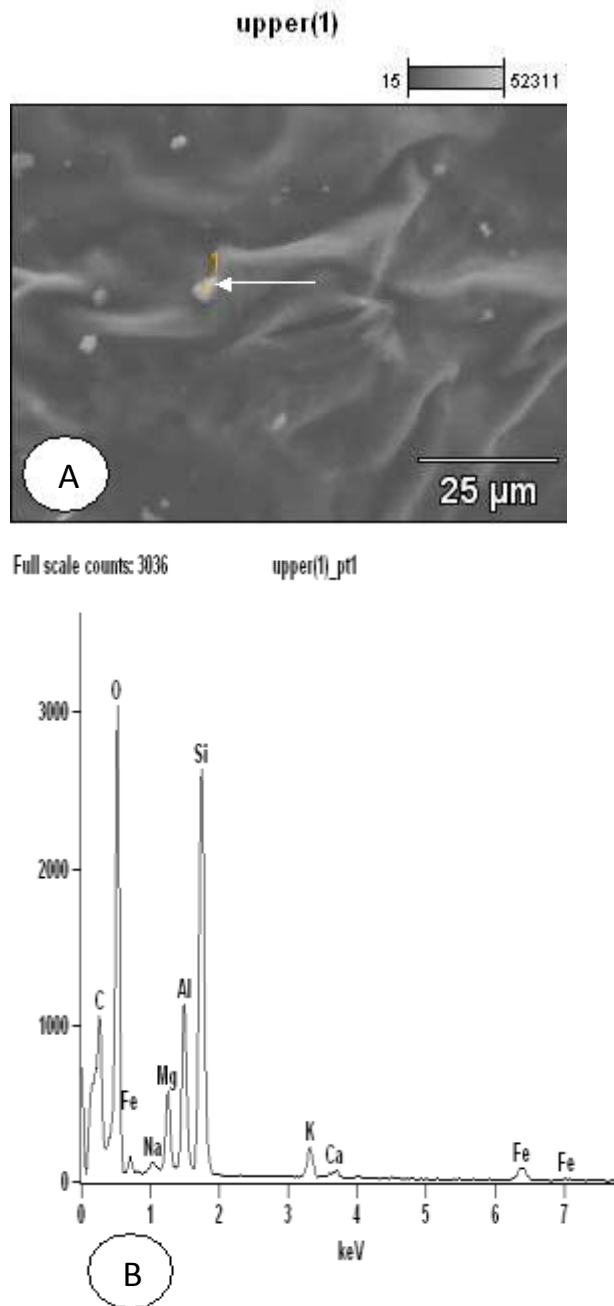 upper(1)
15 52311
A
25 µm
Full scale counts: 3036 upper(1)_pt1
O
3000
Si
2000
Al
C
1000
Mg
Fe
Na
K
Ca
Fe
Fe
0
0 1 2 3 4 5 6 7
keV
B